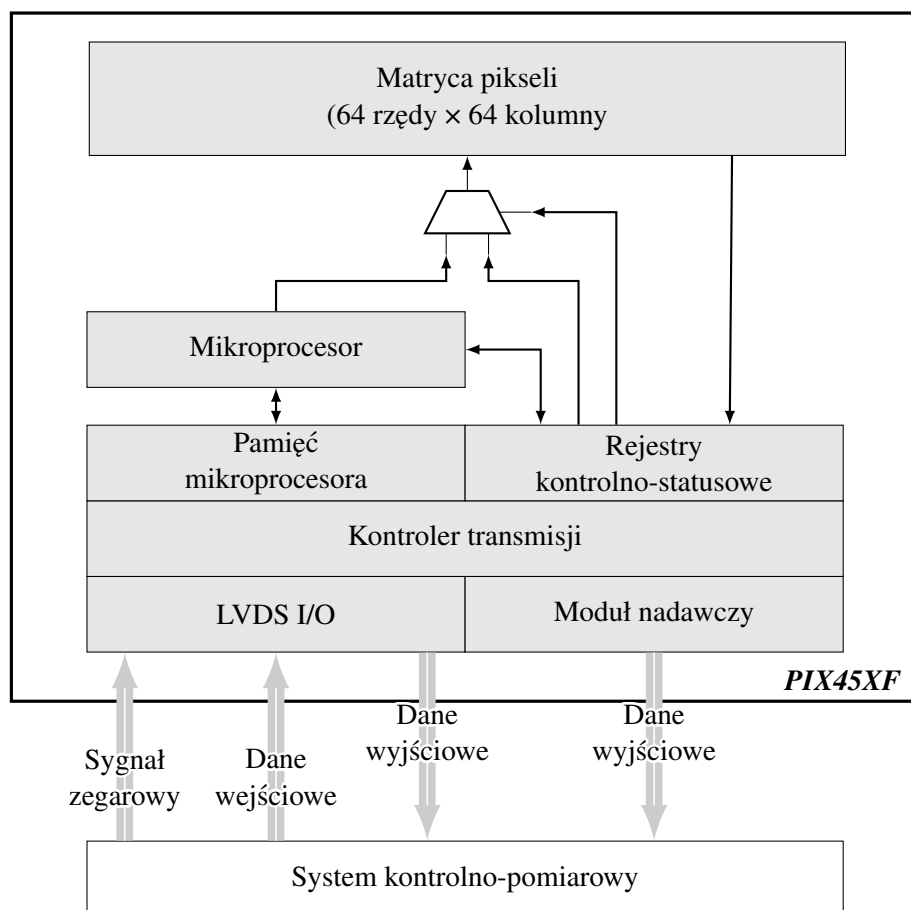 Matryca pikseli
(64 rzędy × 64 kolumny
Mikroprocesor
Pamięć
mikroprocesora
Rejestry
kontrolno-statusowe
Kontroler transmisji
LVDS I/O
Moduł nadawczy
PIX45XF
Sygnał
zegarowy
Dane
wejściowe
Dane
wyjściowe
Dane
wyjściowe
System kontrolno-pomiarowy